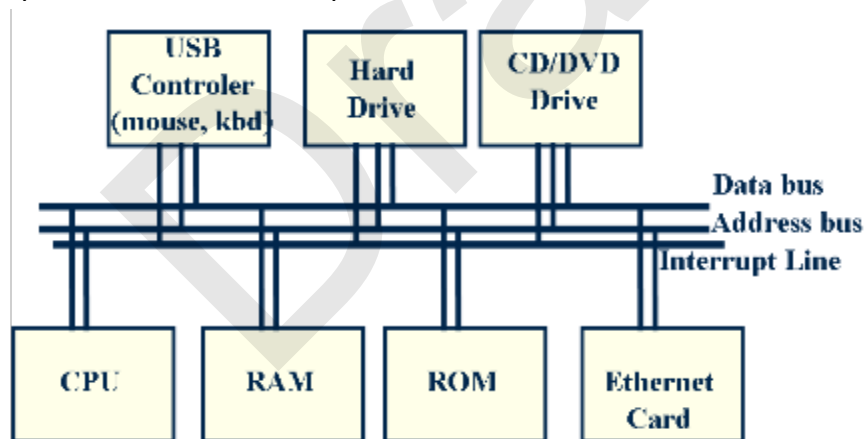 USB
Controler
(mouse, kbd)
Hard
Drive
CD/DVD
Drive
Data bus
Address bus
Interrupt Line
CPU
RAM
ROM
Ethernet
Card